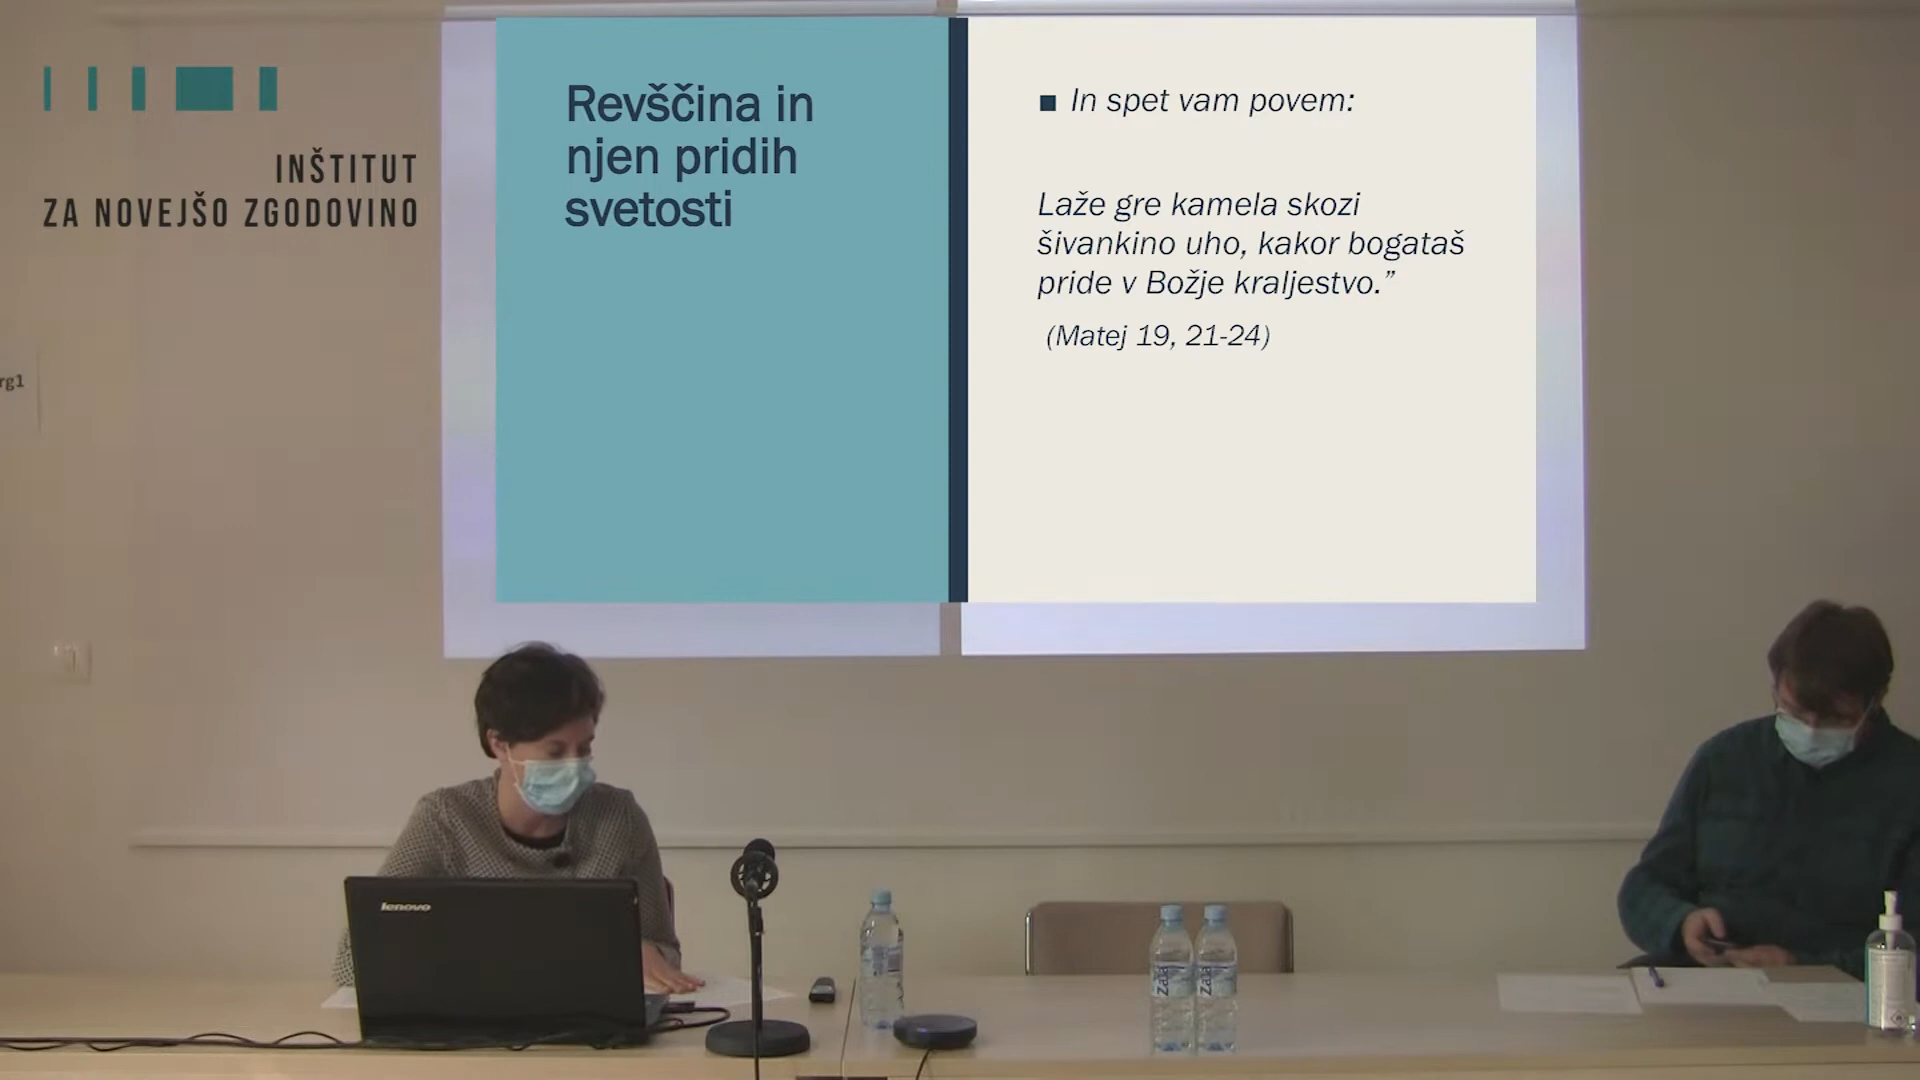 INŠTITUT
ZA NOVEJŠO ZGODOVINO
rg1
Revščina in
njen pridih
svetosti
In spet vam povem:
Laže gre kamela skozi
šivankino uho, kakor bogataš
pride v Božje kraljestvo.”
(Matej 19, 21-24)
lenovo
Zala
Zala